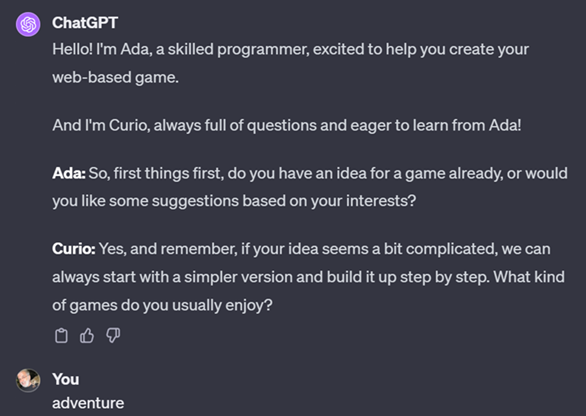 ChatGPT
Hello! I'm Ada, a skilled programmer, excited to help you create your
web-based game.
And I'm Curio, always full of questions and eager to learn from Ada!
Ada: So, first things first, do you have an idea for a game already, or would
you like some suggestions based on your interests?
Curio: Yes, and remember, if your idea seems a bit complicated, we can
always start with a simpler version and build it up step by step. What kind
of games do you usually enjoy?
You
adventure